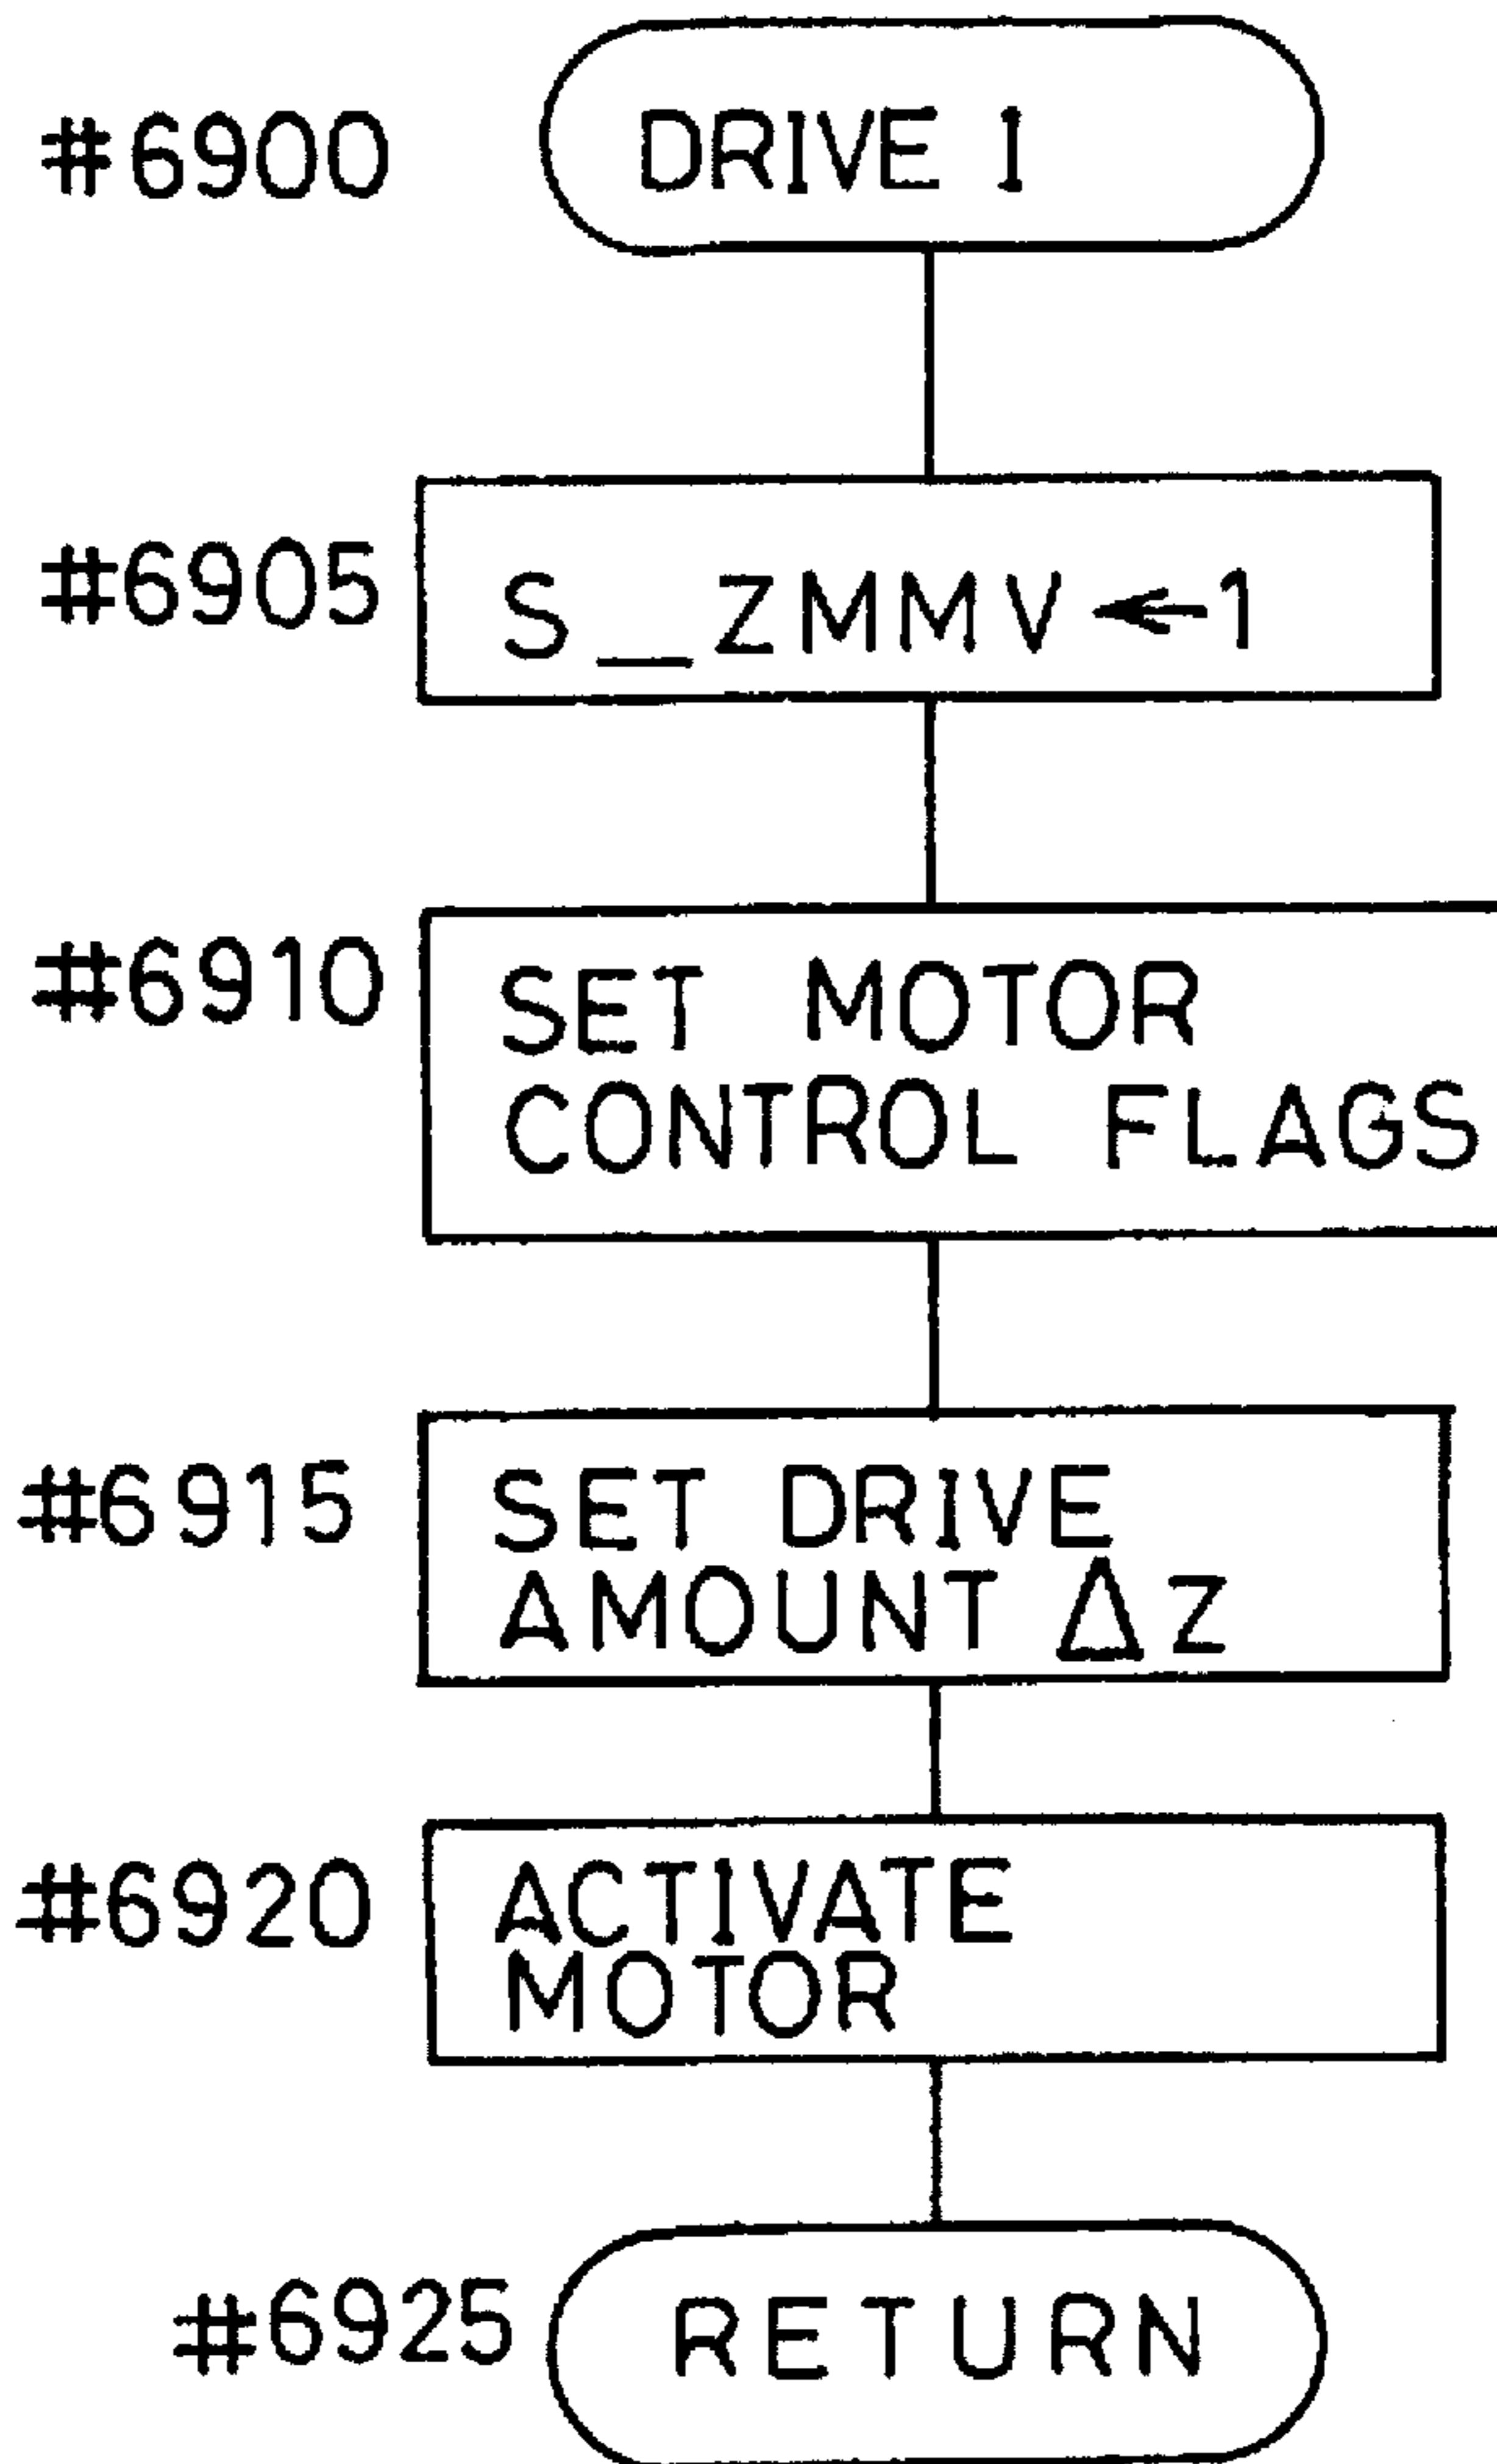 #6900 DRIVE I
#6905 S_ZMMV←1
#6910 SET MOTOR
CONTROL FLAGS
#6915 SET DRIVE
AMOUNT ΔZ
#6920 ACTIVATE
MOTOR
#6925 RETURN